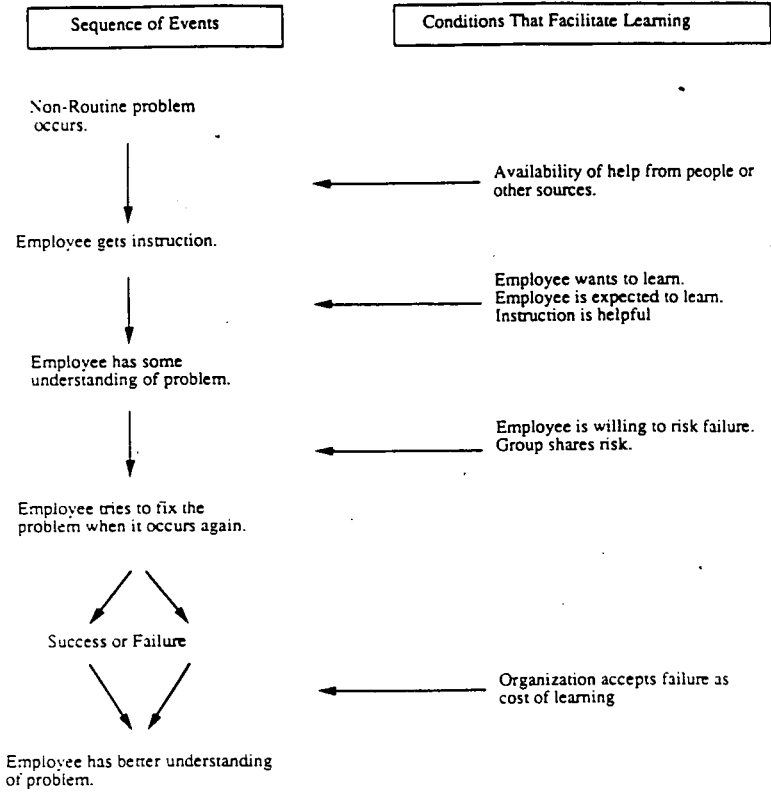 Sequence of Events
Conditions That Facilitate Learning
Non-Routine problem
occurs.
Availability of help from people or
other sources.
Employee gets instruction.
Employee wants to learn.
Employee is expected to learn.
Instruction is helpful
Employee has some
understanding of problem.
Employee is willing to risk failure.
Group shares risk.
Employee tries to fix the
problem when it occurs again.
Success or Failure
Organization accepts failure as
cost of learning
Employee has better understanding
of problem.